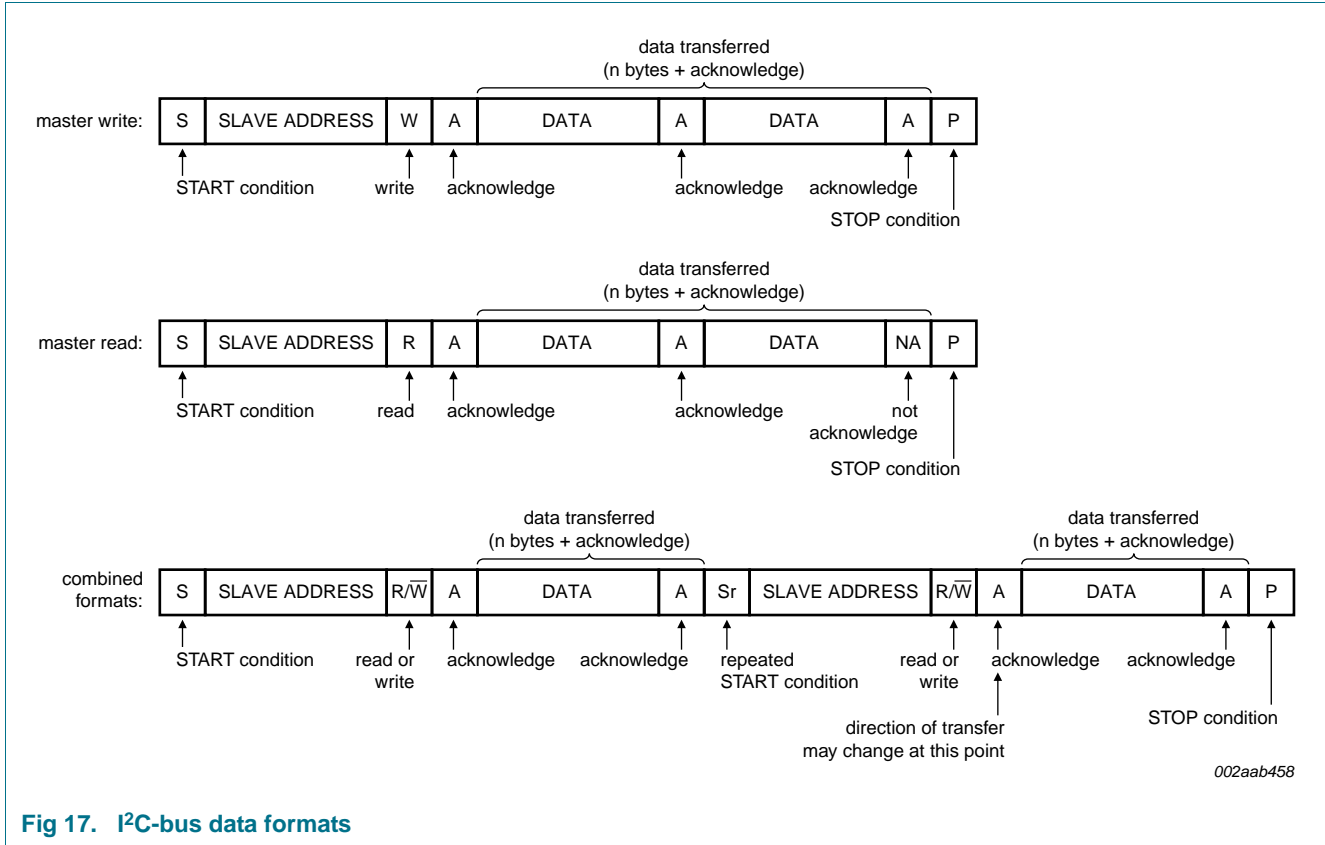 data transferred
(n bytes + acknowledge)
master write: S SLAVE ADDRESS W A DATA A DATA A P
START condition write acknowledge acknowledge acknowledge
STOP condition
data transferred
(n bytes + acknowledge)
master read: S SLAVE ADDRESS R A DATA A DATA NA P
START condition read acknowledge acknowledge not
acknowledge
STOP condition
data transferred data transferred
(n bytes + acknowledge) (n bytes + acknowledge)
combined
formats: S SLAVE ADDRESS R/W̅ A DATA A Sr SLAVE ADDRESS R/W̅ A DATA A P
START condition read or acknowledge acknowledge repeated read or acknowledge acknowledge
write START condition write
STOP condition
direction of transfer
may change at this point
002aab458
Fig 17. I²C-bus data formats